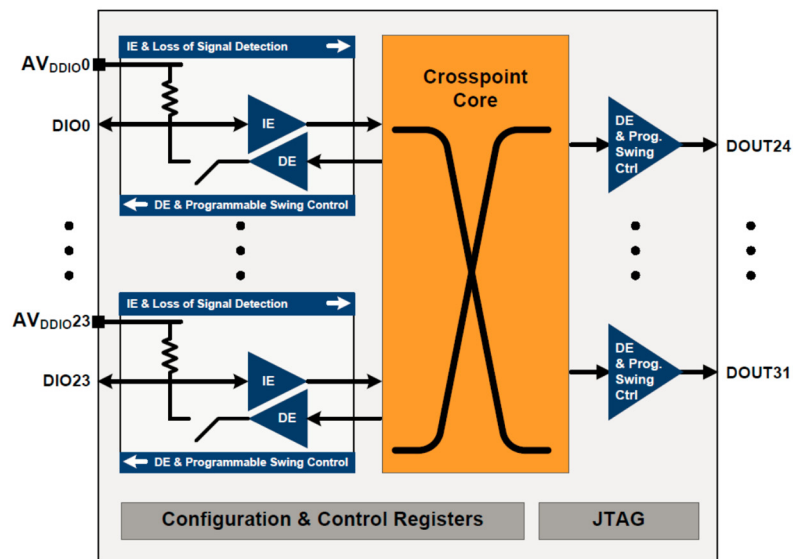 IE & Loss of Signal Detection
AVDDIO0
DIO0
IE
DE
DE & Programmable Swing Control
Crosspoint
Core
DE
& Prog.
Swing
Ctrl
DOUT24
IE & Loss of Signal Detection
AVDDIO23
DIO23
IE
DE
DE & Programmable Swing Control
DE
& Prog.
Swing
Ctrl
DOUT31
Configuration & Control Registers
JTAG